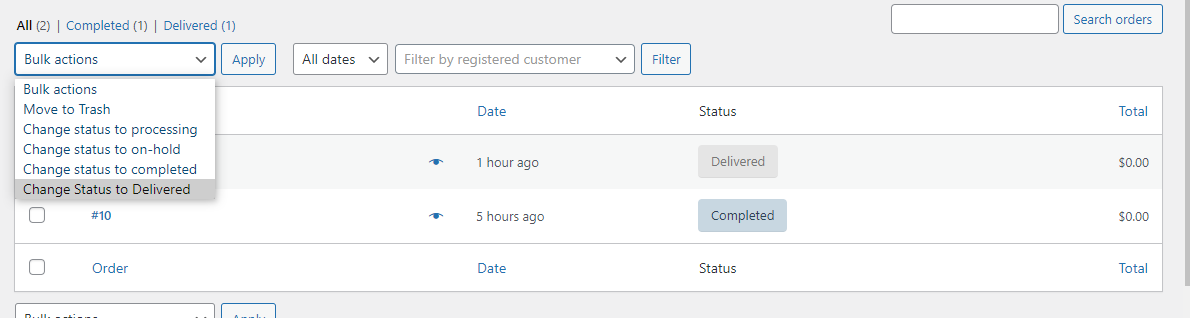 All (2) | Completed (1) | Delivered (1)
Search orders
Bulk actions
Apply
All dates
Filter by registered customer
Filter
Bulk actions
Move to Trash
Change status to processing
Change status to on-hold
Change status to completed
Change Status to Delivered
Date Status Total
1 hour ago Delivered $0.00
#10 5 hours ago Completed $0.00
Order Date Status Total
Bulk actions Apply